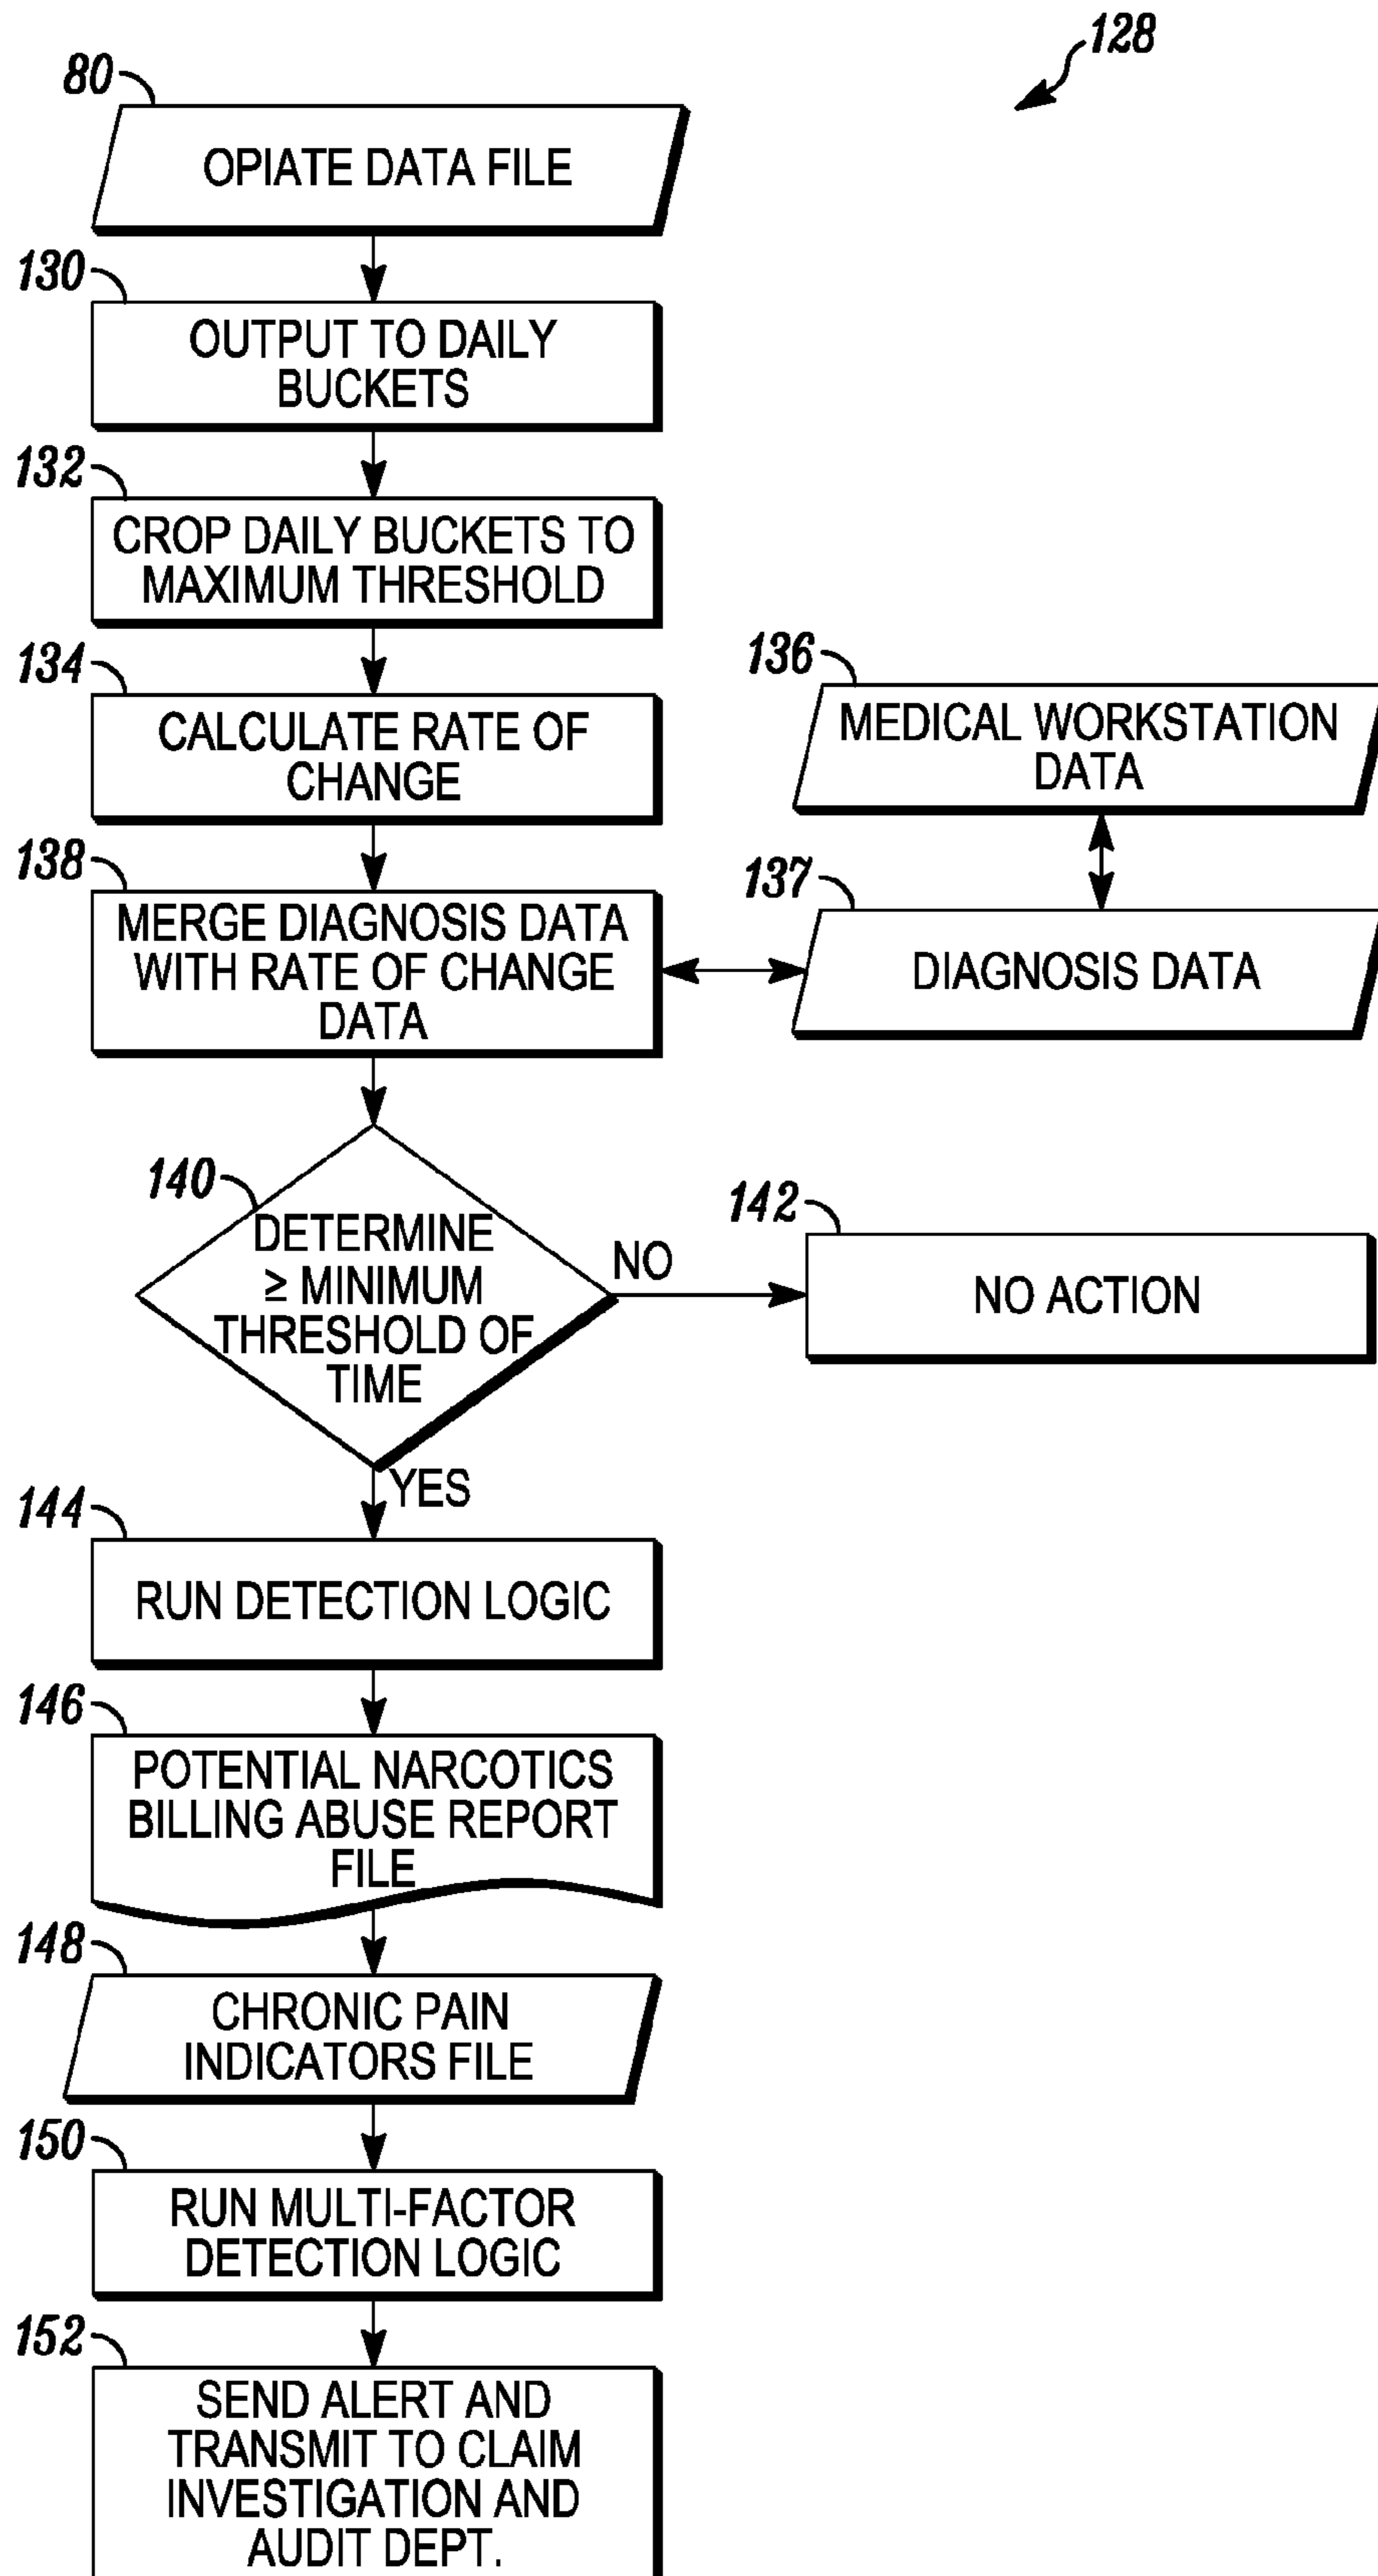 128
80
OPIATE DATA FILE
130
OUTPUT TO DAILY
BUCKETS
132
CROP DAILY BUCKETS TO
MAXIMUM THRESHOLD
134
CALCULATE RATE OF
CHANGE
136
MEDICAL WORKSTATION
DATA
138
MERGE DIAGNOSIS DATA
WITH RATE OF CHANGE
DATA
137
DIAGNOSIS DATA
140
DETERMINE
≥ MINIMUM
THRESHOLD OF
TIME
NO
142
NO ACTION
YES
144
RUN DETECTION LOGIC
146
POTENTIAL NARCOTICS
BILLING ABUSE REPORT
FILE
148
CHRONIC PAIN
INDICATORS FILE
150
RUN MULTI-FACTOR
DETECTION LOGIC
152
SEND ALERT AND
TRANSMIT TO CLAIM
INVESTIGATION AND
AUDIT DEPT.